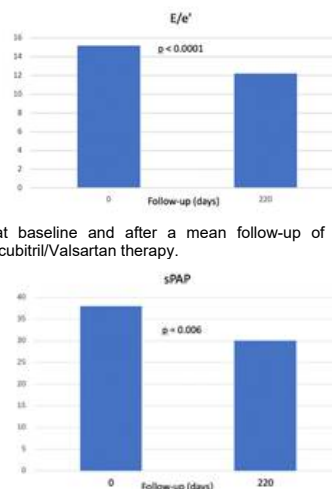 E/e'
16
14
12
10
8
6
4
2
0
p < 0.0001
0 Follow-up (days) 220
at baseline and after a mean follow-up of
cubitril/Valsartan therapy.
sPAP
40
35
30
25
20
15
10
5
0
p = 0.006
0 Follow-up (days) 220